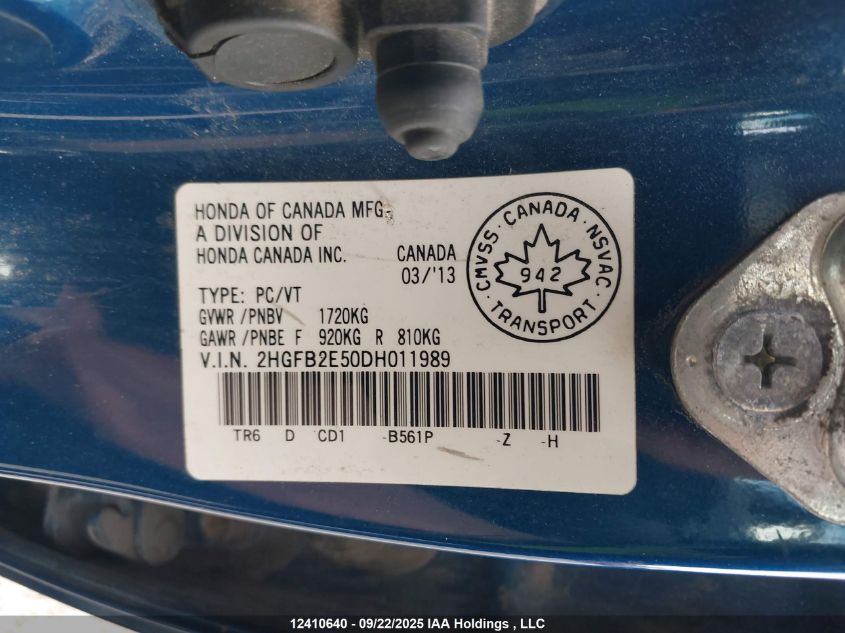 HONDA OF CANADA MFG.
A DIVISION OF
HONDA CANADA INC. CANADA
03/'13
TYPE: PC/VT
GVWR /PNBV 1720KG
GAWR /PNBE F 920KG R 810KG
V.I.N. 2HGFB2E50DH011989
TR6 D CD1 -B561P -Z -H
CMVSS · CANADA · NSVAC
942
· TRANSPORT ·
12410640 - 09/22/2025 IAA Holdings , LLC